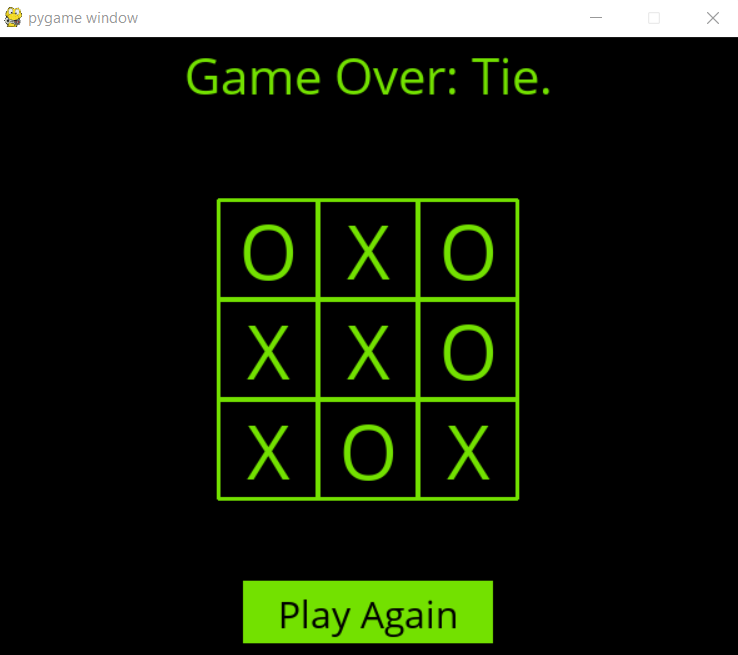 pygame window
Game Over: Tie.
O X O
X X O
X O X
Play Again